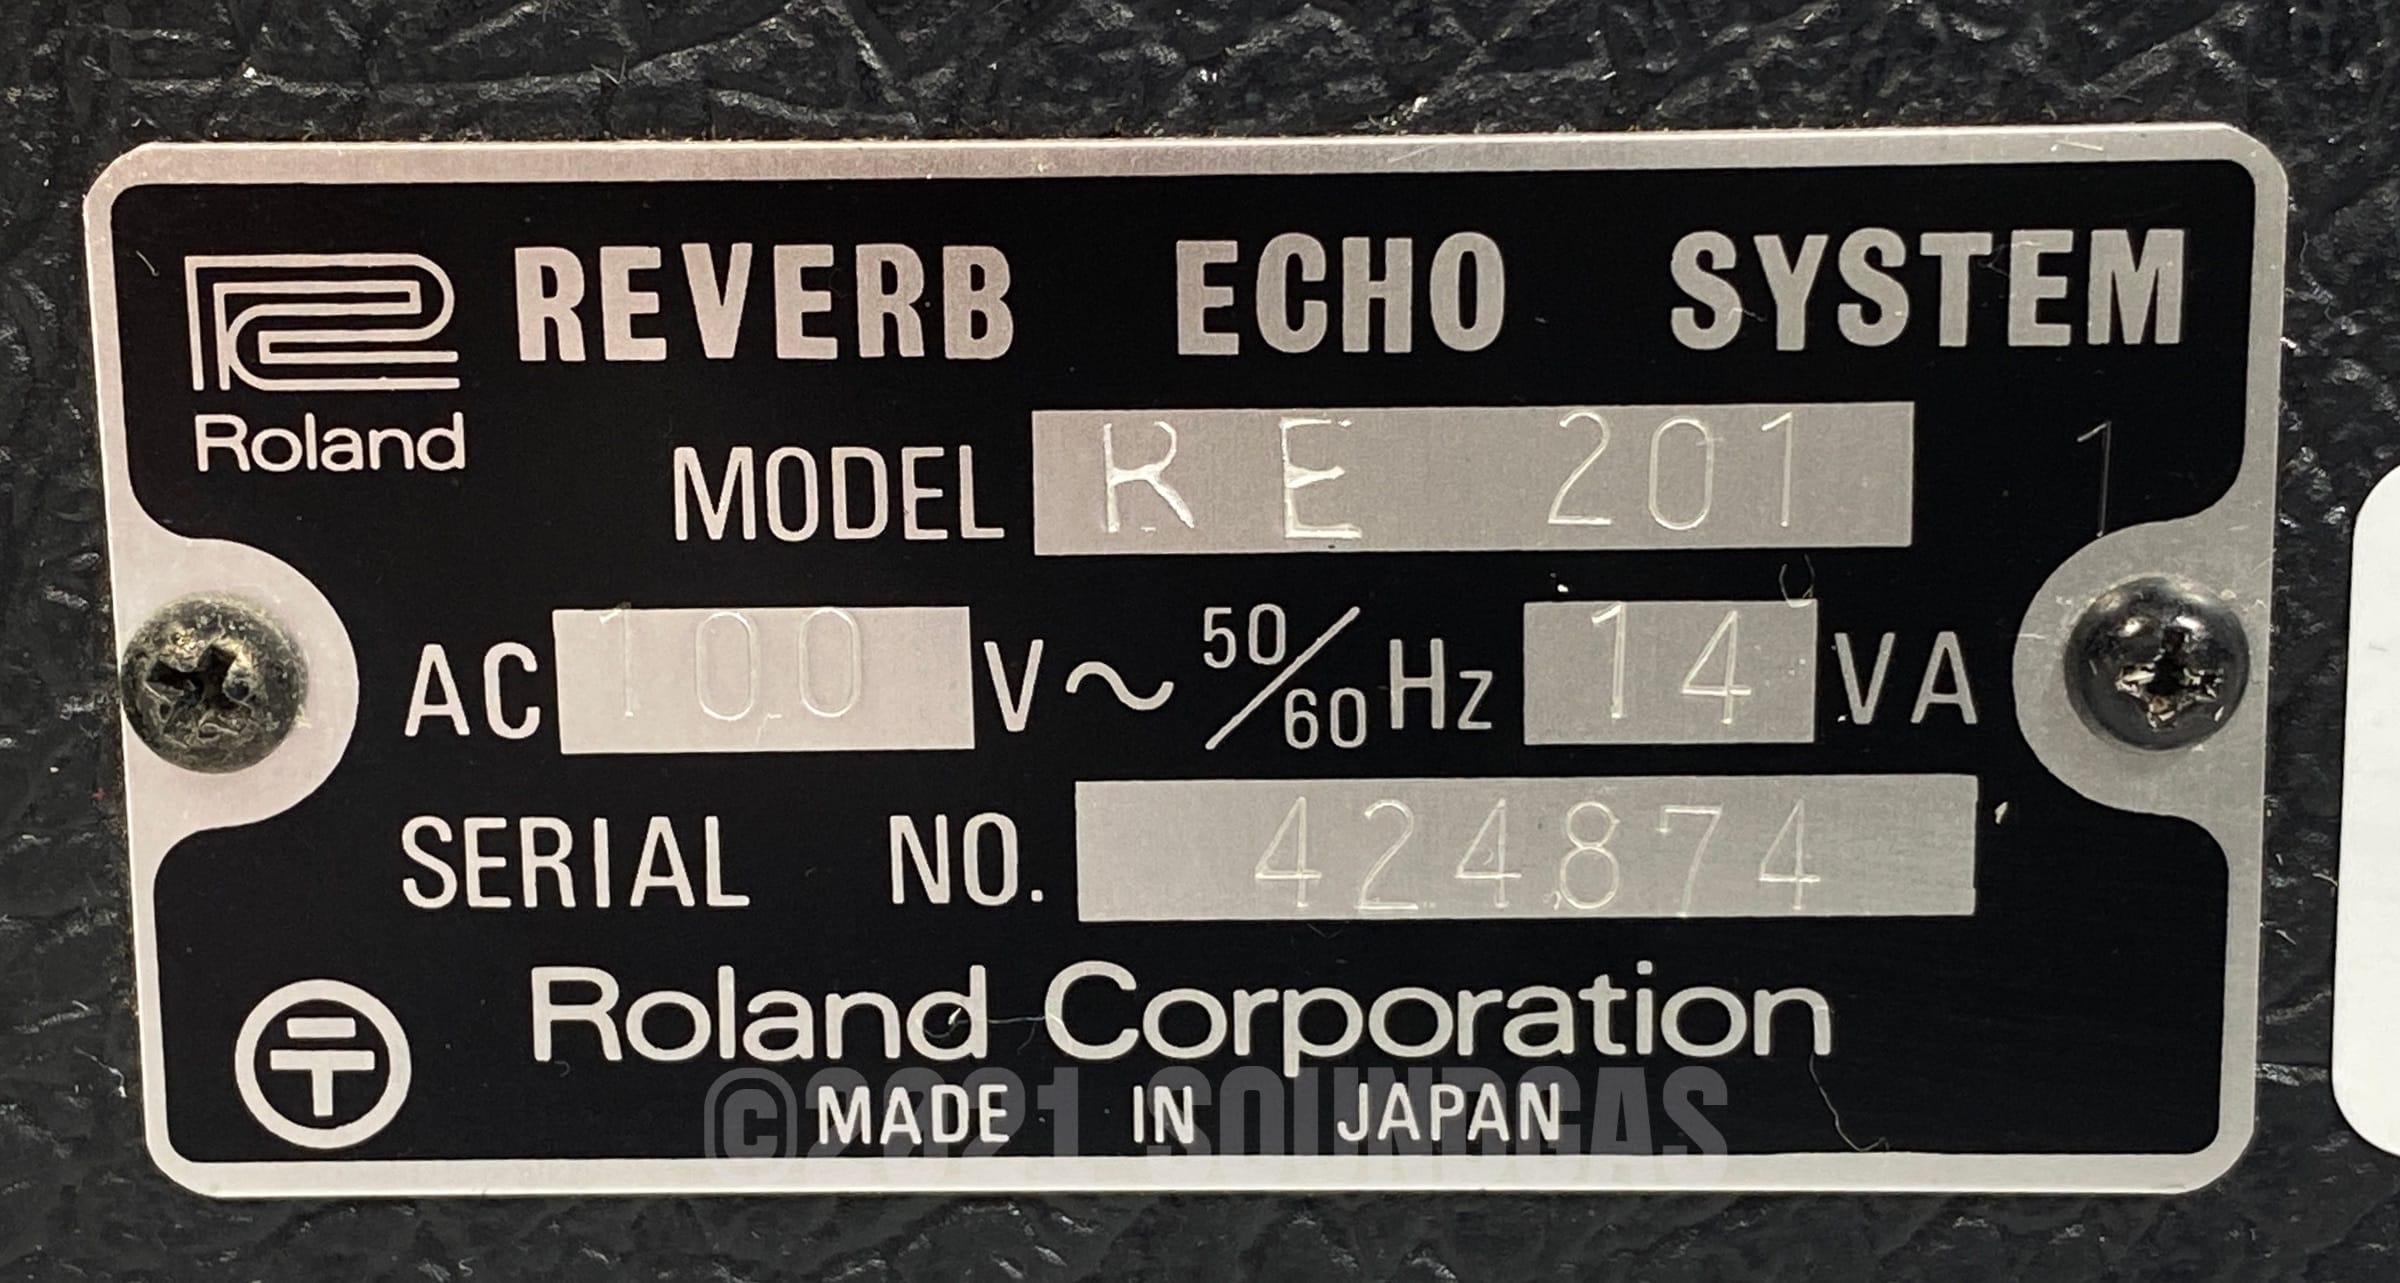 REVERB ECHO SYSTEM
Roland
MODEL RE 201 1
AC 100 V ~ 50/60 Hz 14 VA
SERIAL NO. 424874
Roland Corporation
MADE IN JAPAN
©2021 SOUNDGAS